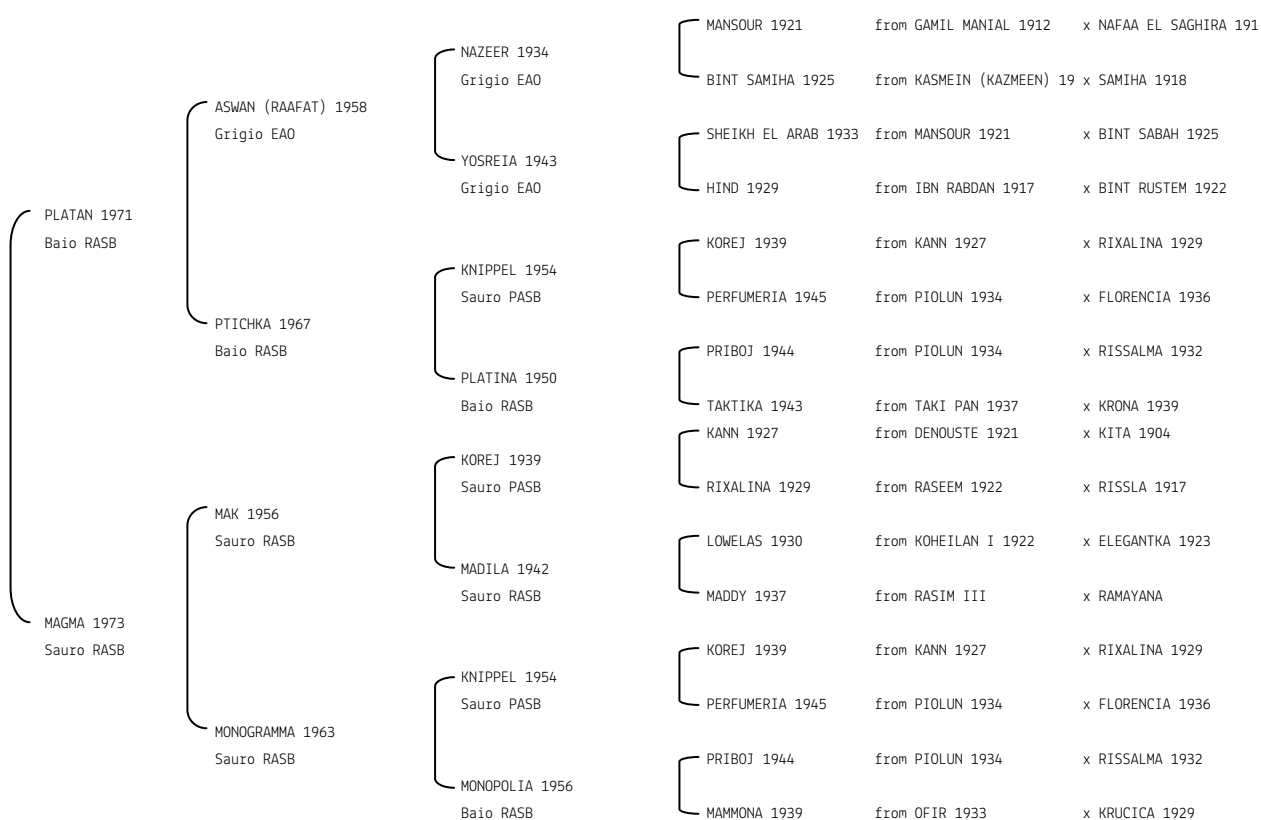 MANSOUR 1921 from GAMIL MANIAL 1912 x NAFAA EL SAGHIRA 191
NAZEER 1934
Grigio EAO BINT SAMIHA 1925 from KASMEIN (KAZMEEN) 19 x SAMIHA 1918
ASWAN (RAAFAT) 1958
Grigio EAO SHEIKH EL ARAB 1933 from MANSOUR 1921 x BINT SABAH 1925
YOSREIA 1943
Grigio EAO HIND 1929 from IBN RABDAN 1917 x BINT RUSTEM 1922
PLATAN 1971
Baio RASB KOREJ 1939 from KANN 1927 x RIXALINA 1929
KNIPPEL 1954
Sauro PASB PERFUMERIA 1945 from PIOLUN 1934 x FLORENCIA 1936
PTICHKA 1967
Baio RASB PRIBOJ 1944 from PIOLUN 1934 x RISSALMA 1932
PLATINA 1950
Baio RASB TAKTIKA 1943 from TAKI PAN 1937 x KRONA 1939
KANN 1927 from DENOUSTE 1921 x KITA 1904
KOREJ 1939
Sauro PASB RIXALINA 1929 from RASEEM 1922 x RISSLA 1917
MAK 1956
Sauro RASB LOWELAS 1930 from KOHEILAN I 1922 x ELEGANTKA 1923
MADILA 1942
Sauro RASB MADDY 1937 from RASIM III x RAMAYANA
MAGMA 1973
Sauro RASB KOREJ 1939 from KANN 1927 x RIXALINA 1929
KNIPPEL 1954
Sauro PASB PERFUMERIA 1945 from PIOLUN 1934 x FLORENCIA 1936
MONOGRAMMA 1963
Sauro RASB PRIBOJ 1944 from PIOLUN 1934 x RISSALMA 1932
MONOPOLIA 1956
Baio RASB MAMMONA 1939 from OFIR 1933 x KRUCICA 1929